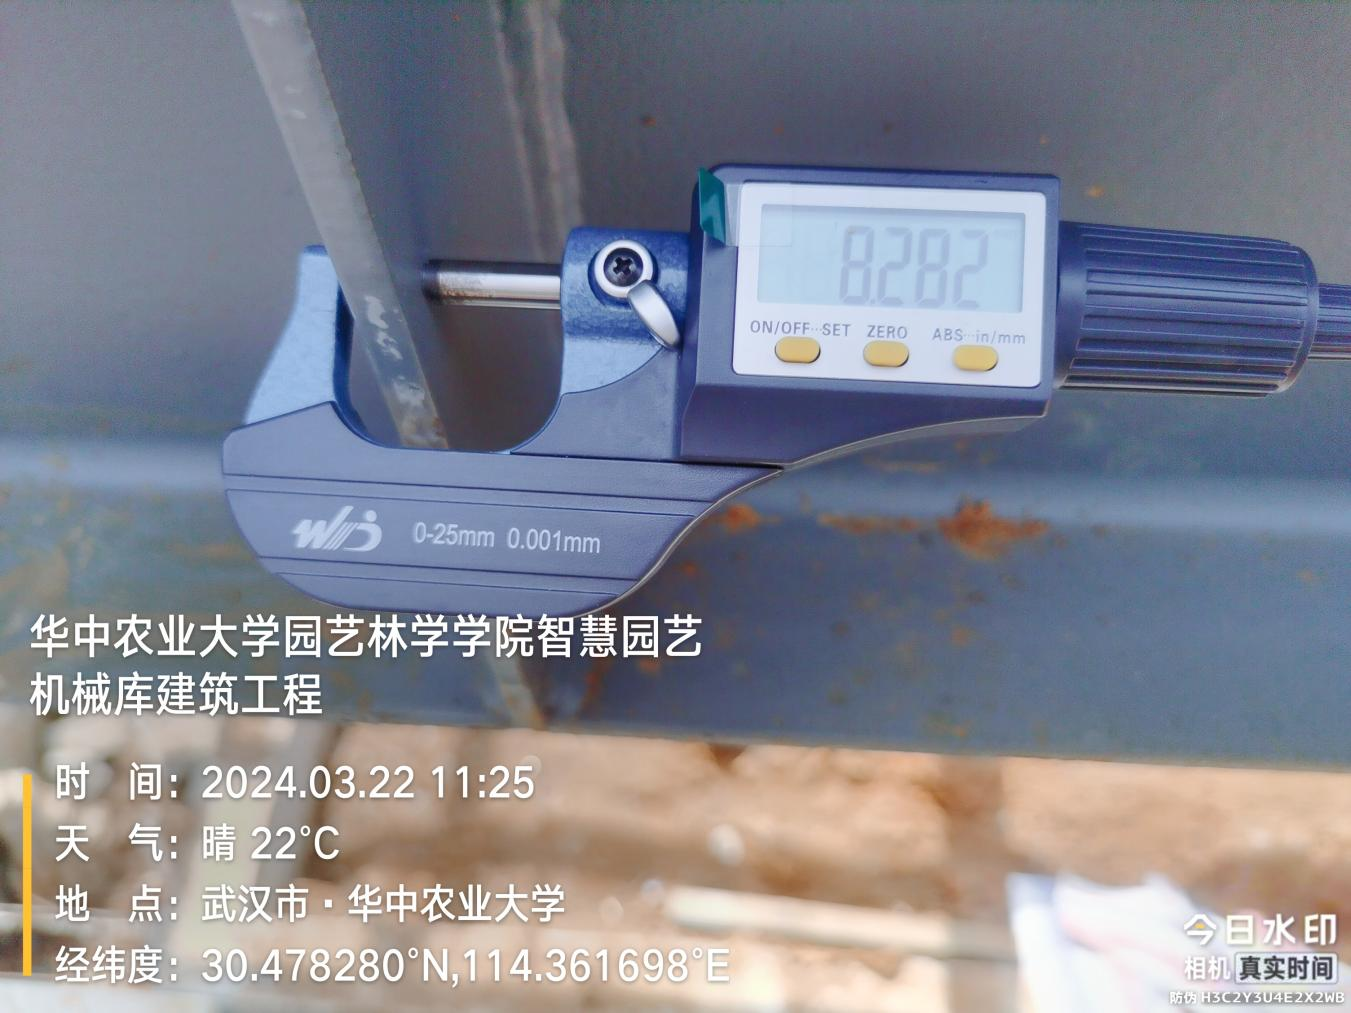 8.282
ON/OFF···SET ZERO ABS···in/mm
0-25mm 0.001mm
华中农业大学园艺林学学院智慧园艺
机械库建筑工程
时 间：2024.03.22 11:25
天 气：晴 22°C
地 点：武汉市·华中农业大学
经纬度：30.478280°N,114.361698°E
今日水印
相机 真实时间
防伪 H3C2Y3U4E2X2WB